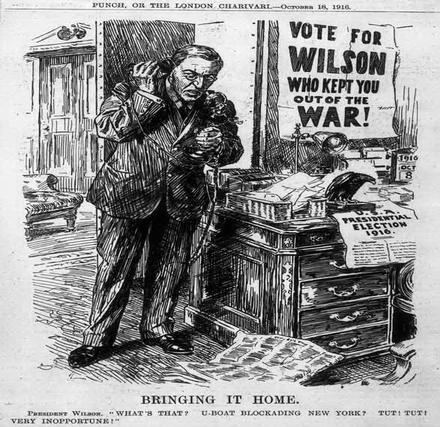 PUNCH, OR THE LONDON CHARIVARI.—OCTOBER 18, 1916.
VOTE FOR
WILSON
WHO KEPT YOU
OUT OF THE
WAR!
1916
8
U.S.
PRESIDENTIAL
ELECTION
1916.
BRINGING IT HOME.
PRESIDENT WILSON. "WHAT'S THAT? U-BOAT BLOCKADING NEW YORK? TUT! TUT!
VERY INOPPORTUNE!"